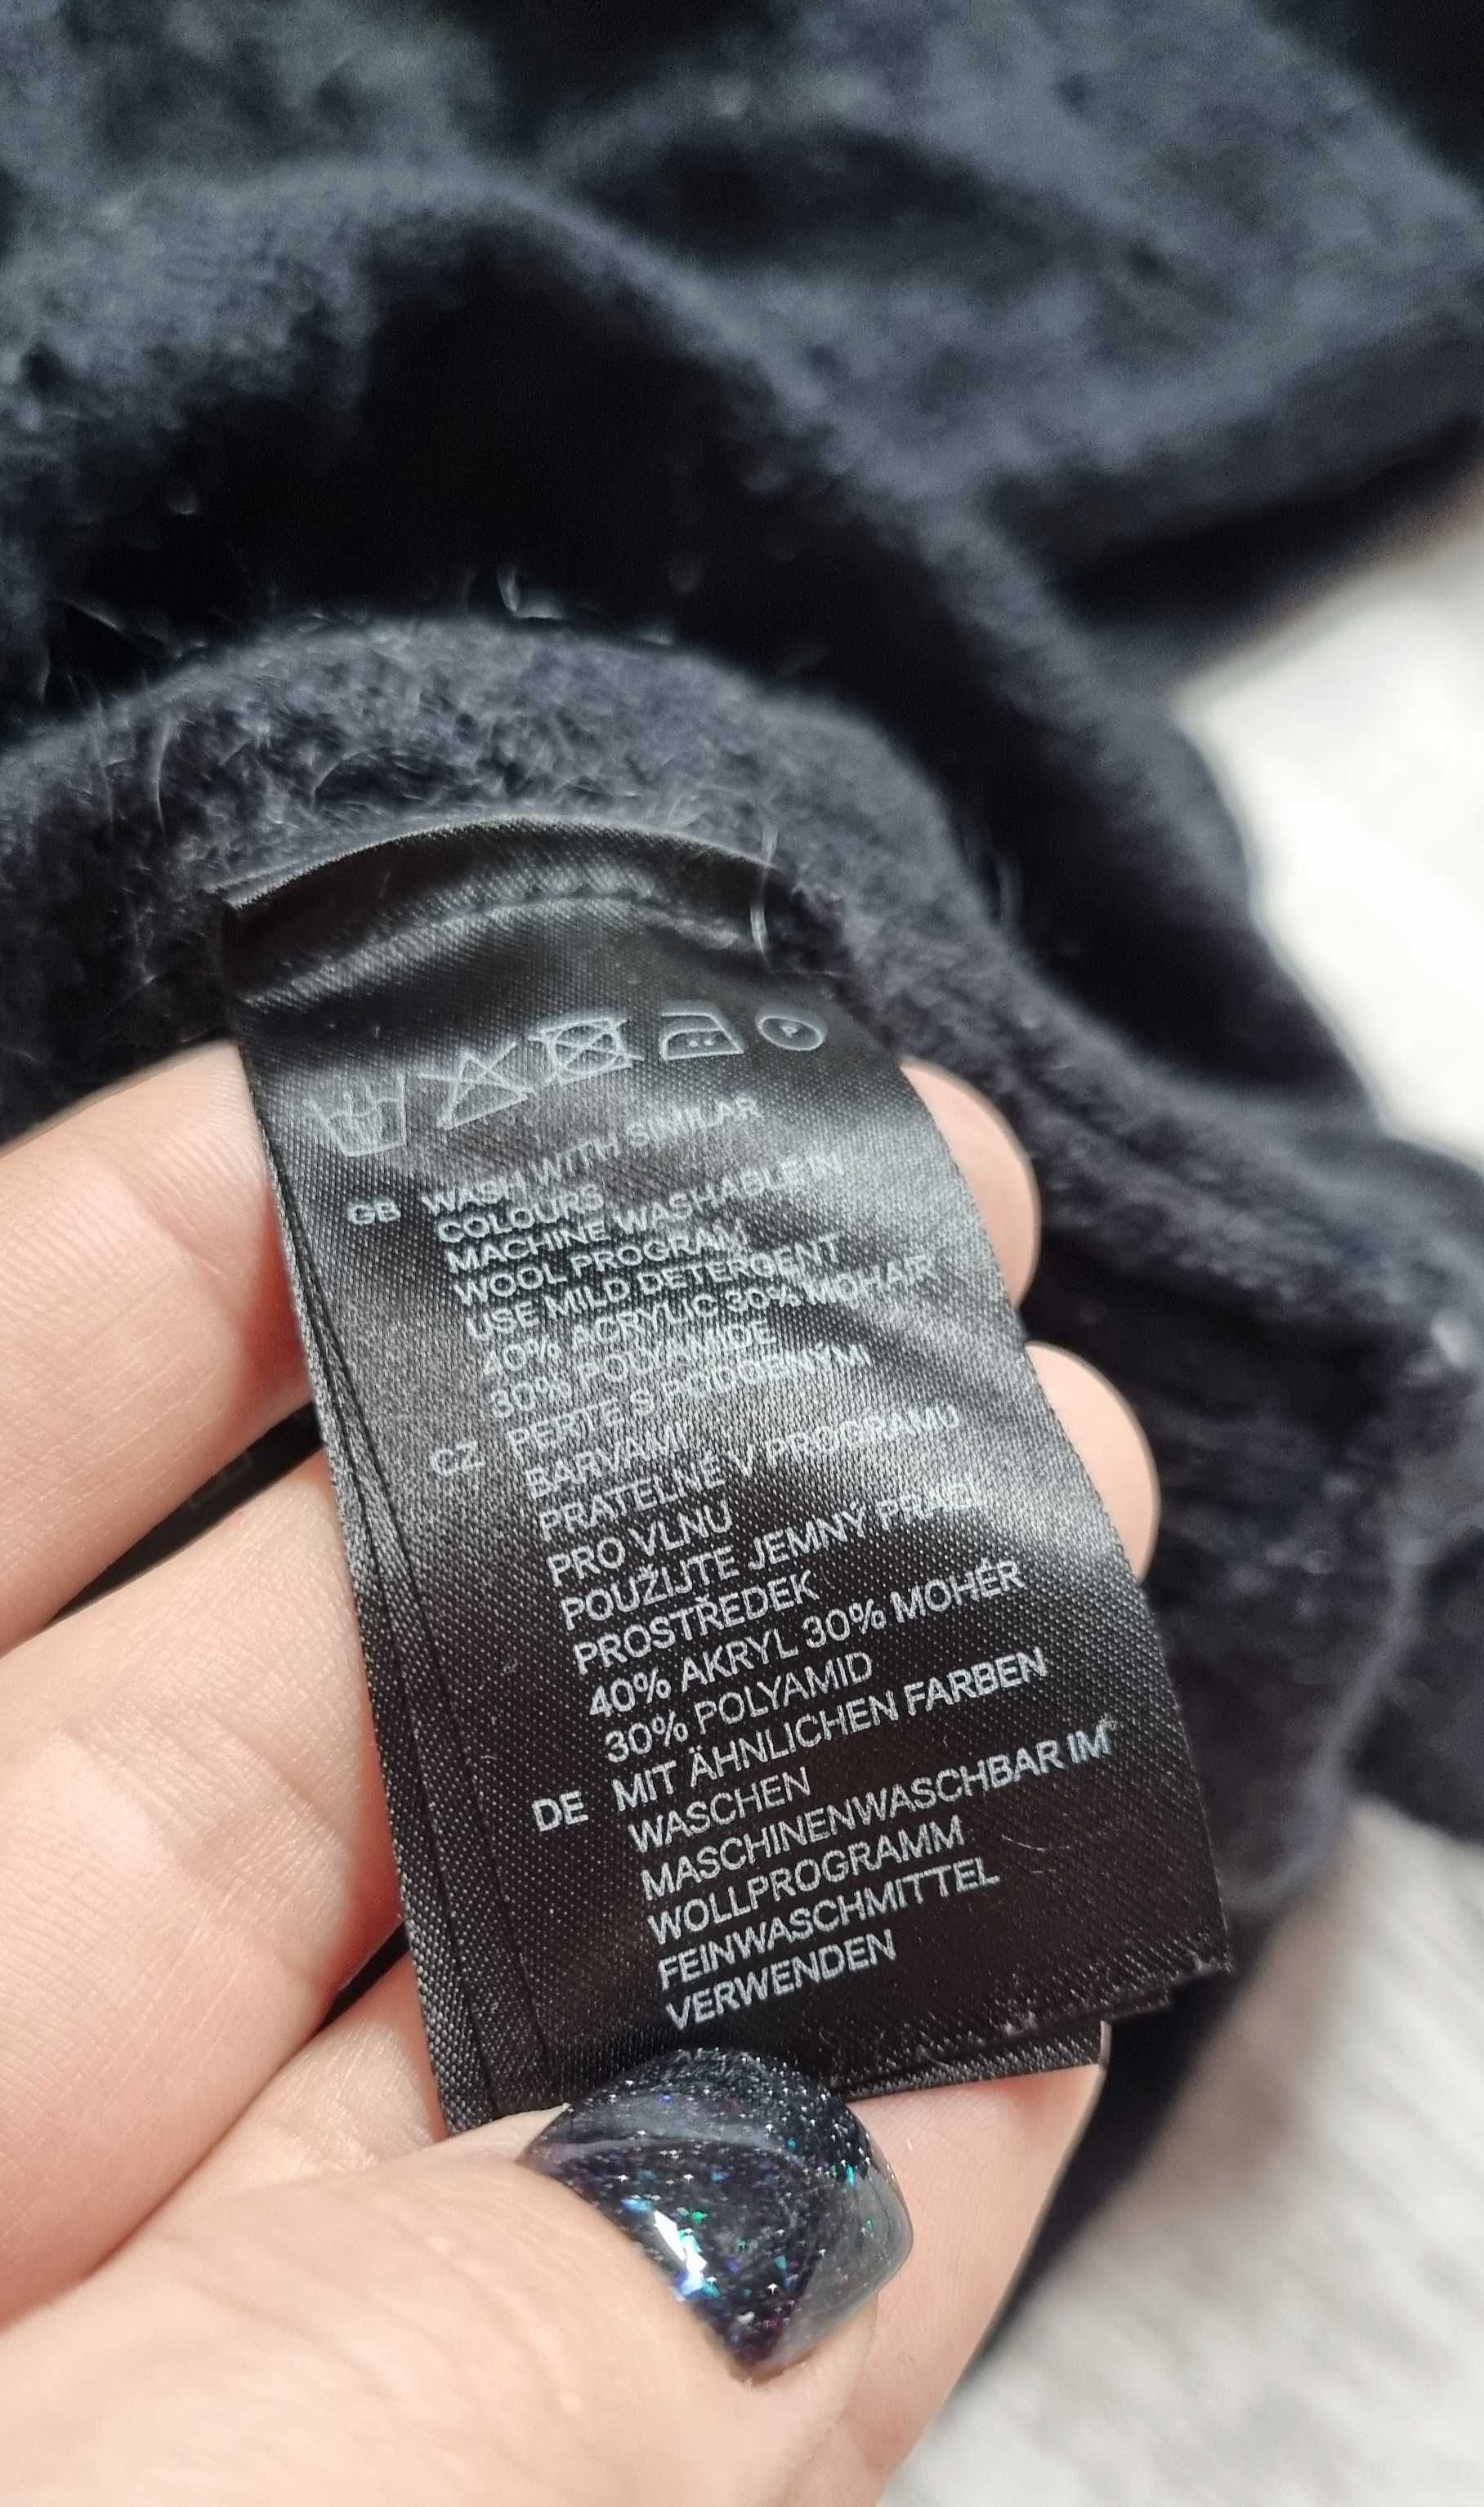 GB WASH WITH SIMILAR
COLOURS
MACHINE WASHABLE IN
WOOL PROGRAM
USE MILD DETERGENT
40% ACRYLIC 30% MOHAIR
30% POLYAMIDE
CZ PERTE S PODOBNÝMI
BARVAMI
PRATELNÉ V PROGRAMU
PRO VLNU
POUŽIJTE JEMNÝ PRACÍ
PROSTŘEDEK
40% AKRYL 30% MOHÉR
30% POLYAMID
DE MIT ÄHNLICHEN FARBEN
WASCHEN
MASCHINENWASCHBAR IM
WOLLPROGRAMM
FEINWASCHMITTEL
VERWENDEN